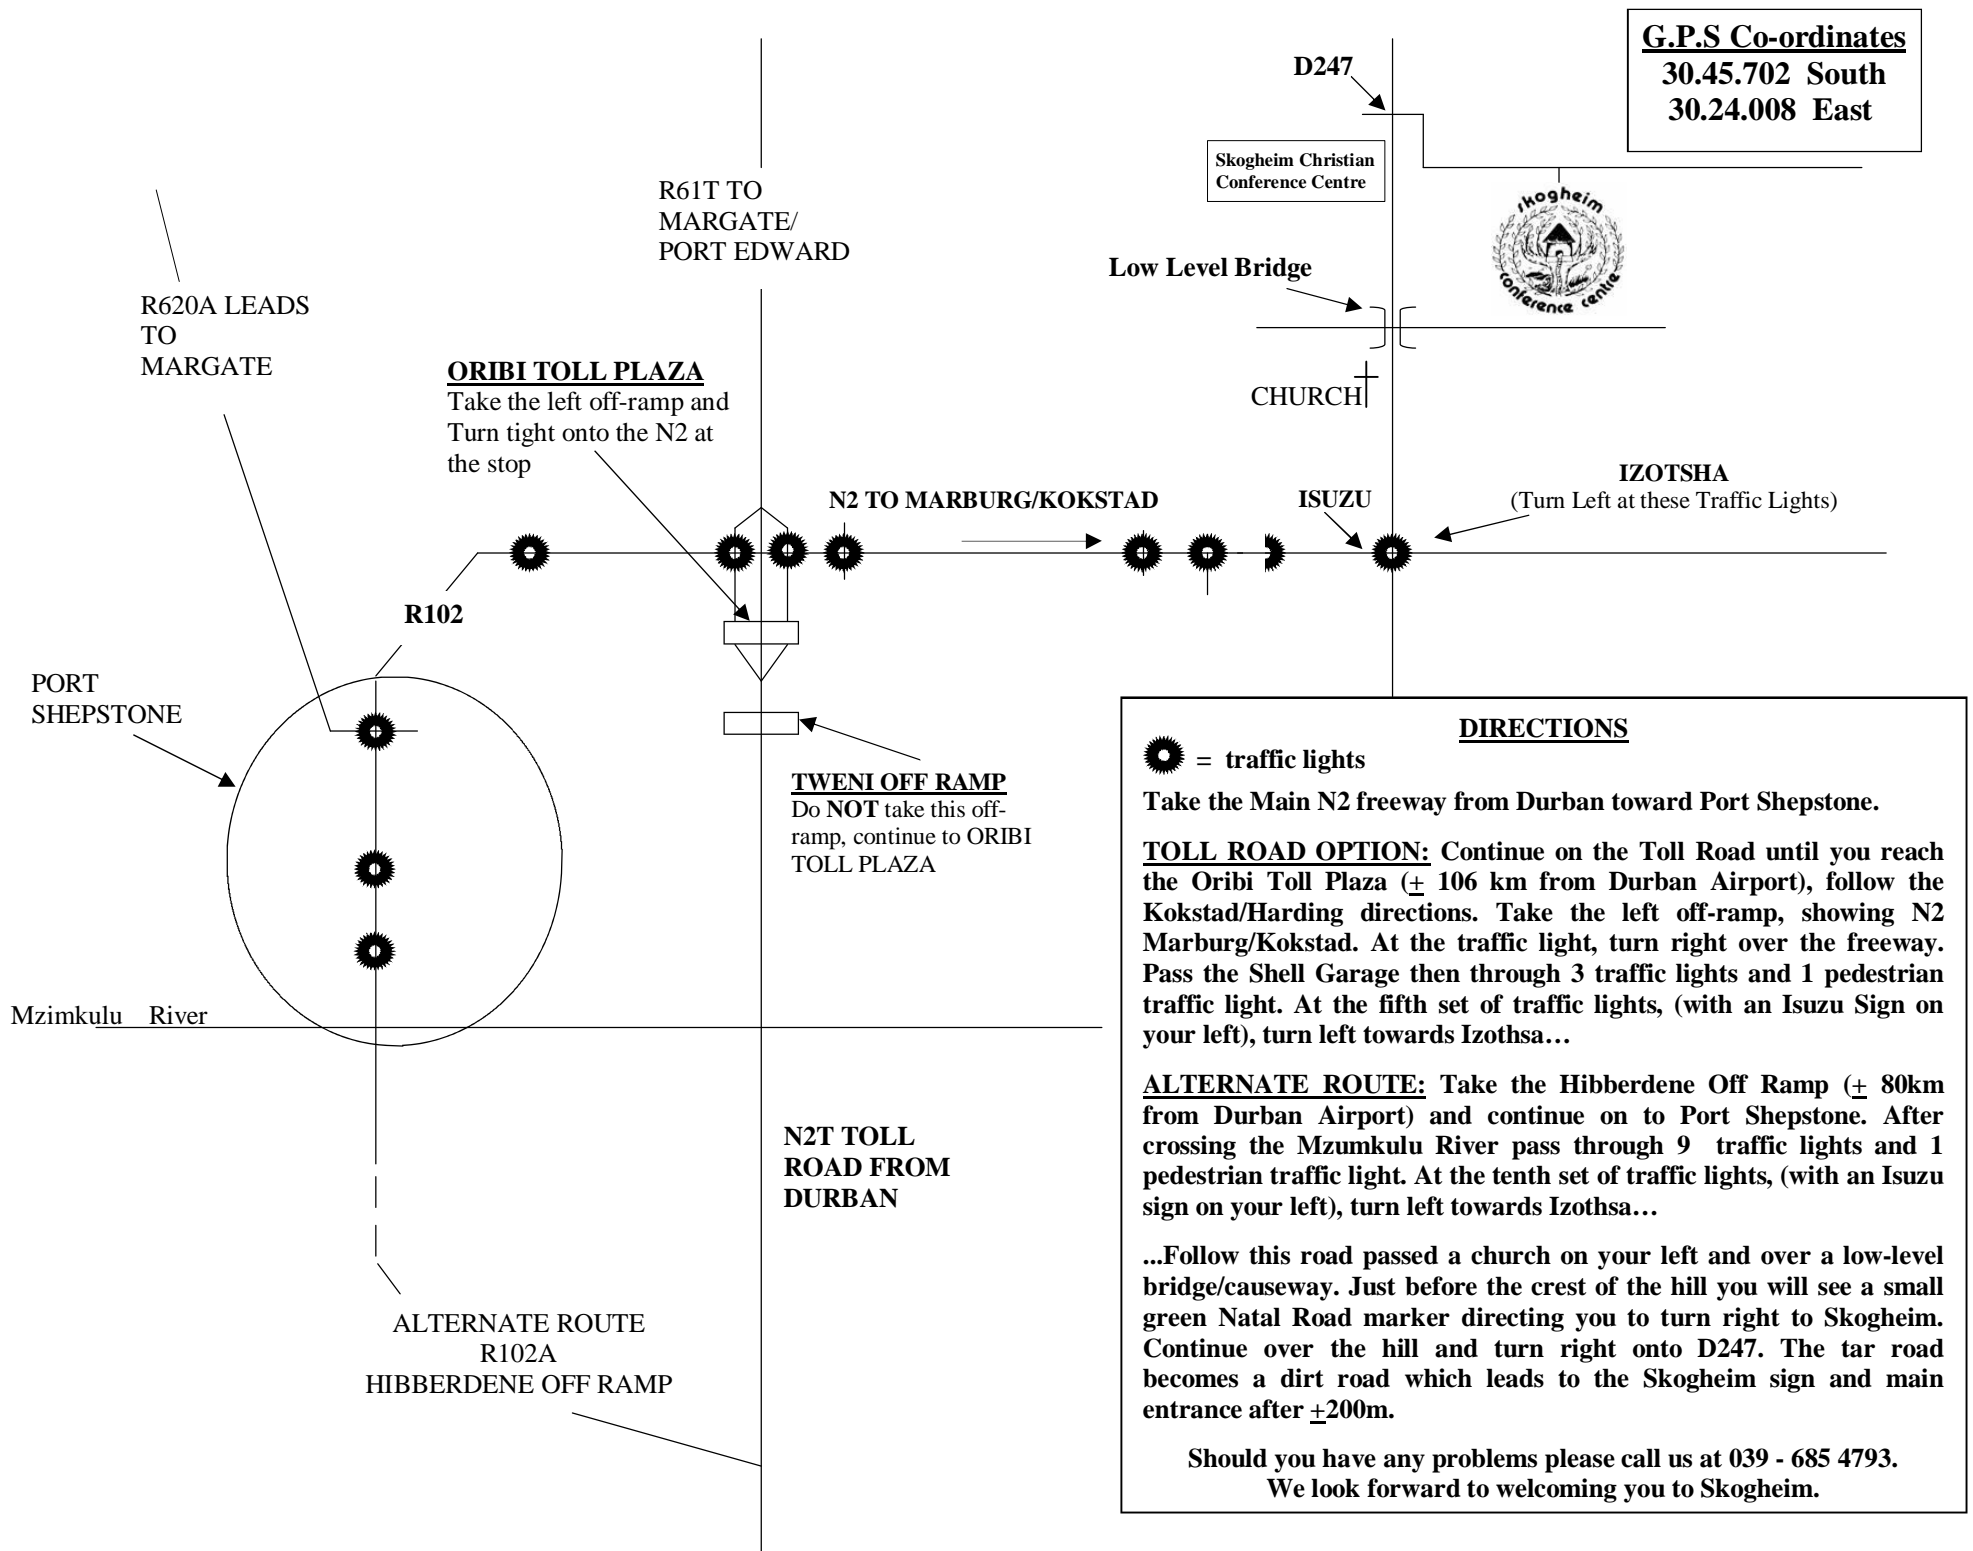 G.P.S Co-ordinates
30.45.702 South
30.24.008 East
D247
Skogheim Christian
Conference Centre
skogheim
conference centre
R61T TO
MARGATE/
PORT EDWARD
Low Level Bridge
R620A LEADS
TO
MARGATE
ORIBI TOLL PLAZA
Take the left off-ramp and
Turn tight onto the N2 at
the stop
CHURCH
N2 TO MARBURG/KOKSTAD
ISUZU
IZOTSHA
(Turn Left at these Traffic Lights)
R102
PORT
SHEPSTONE
TWENI OFF RAMP
Do NOT take this off-
ramp, continue to ORIBI
TOLL PLAZA
Mzimkulu River
N2T TOLL
ROAD FROM
DURBAN
ALTERNATE ROUTE
R102A
HIBBERDENE OFF RAMP
DIRECTIONS
= traffic lights
Take the Main N2 freeway from Durban toward Port Shepstone.
TOLL ROAD OPTION: Continue on the Toll Road until you reach
the Oribi Toll Plaza (+ 106 km from Durban Airport), follow the
Kokstad/Harding directions. Take the left off-ramp, showing N2
Marburg/Kokstad. At the traffic light, turn right over the freeway.
Pass the Shell Garage then through 3 traffic lights and 1 pedestrian
traffic light. At the fifth set of traffic lights, (with an Isuzu Sign on
your left), turn left towards Izothsa…
ALTERNATE ROUTE: Take the Hibberdene Off Ramp (+ 80km
from Durban Airport) and continue on to Port Shepstone. After
crossing the Mzumkulu River pass through 9 traffic lights and 1
pedestrian traffic light. At the tenth set of traffic lights, (with an Isuzu
sign on your left), turn left towards Izothsa…
...Follow this road passed a church on your left and over a low-level
bridge/causeway. Just before the crest of the hill you will see a small
green Natal Road marker directing you to turn right to Skogheim.
Continue over the hill and turn right onto D247. The tar road
becomes a dirt road which leads to the Skogheim sign and main
entrance after +200m.
Should you have any problems please call us at 039 - 685 4793.
We look forward to welcoming you to Skogheim.